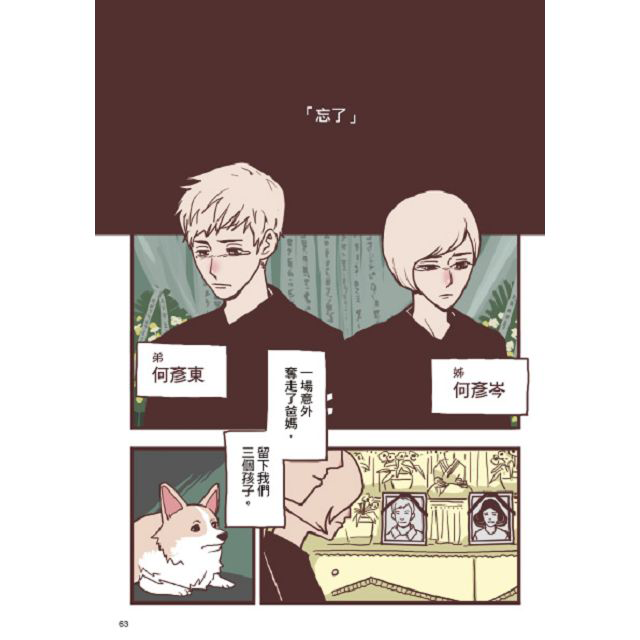 「忘了」
姊
何彥岑
弟
何彥東
一場意外
奪走了爸媽，
留下我們
三個孩子。
63